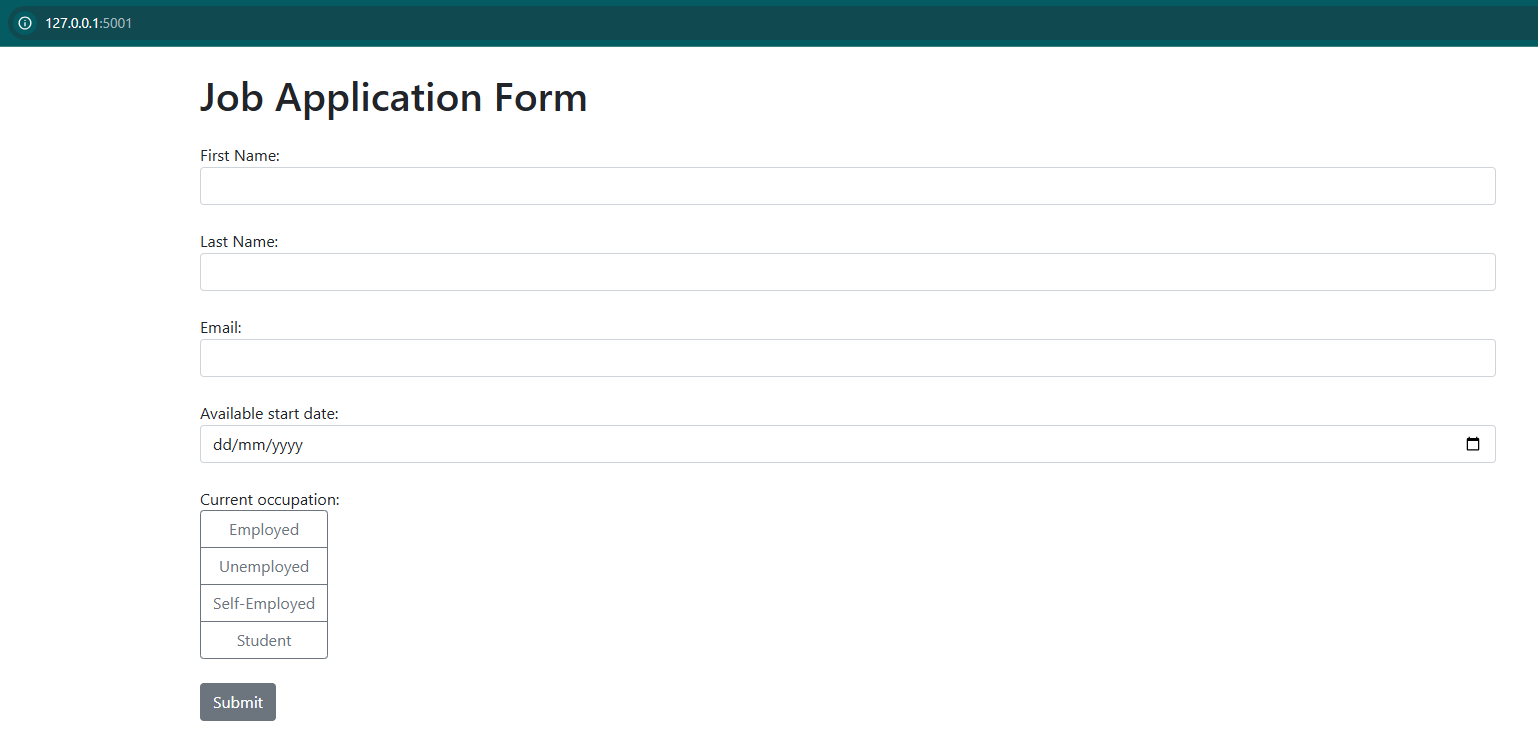 127.0.0.1:5001
Job Application Form
First Name:
Last Name:
Email:
Available start date:
dd/mm/yyyy
Current occupation:
Employed
Unemployed
Self-Employed
Student
Submit